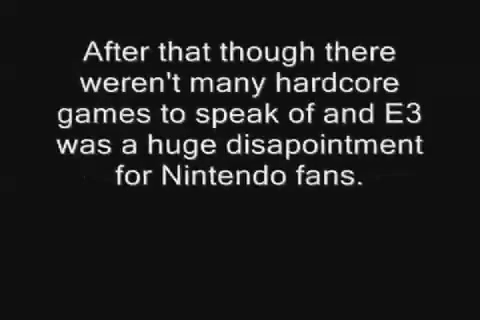 After that though there
weren't many hardcore
games to speak of and E3
was a huge disapointment
for Nintendo fans.